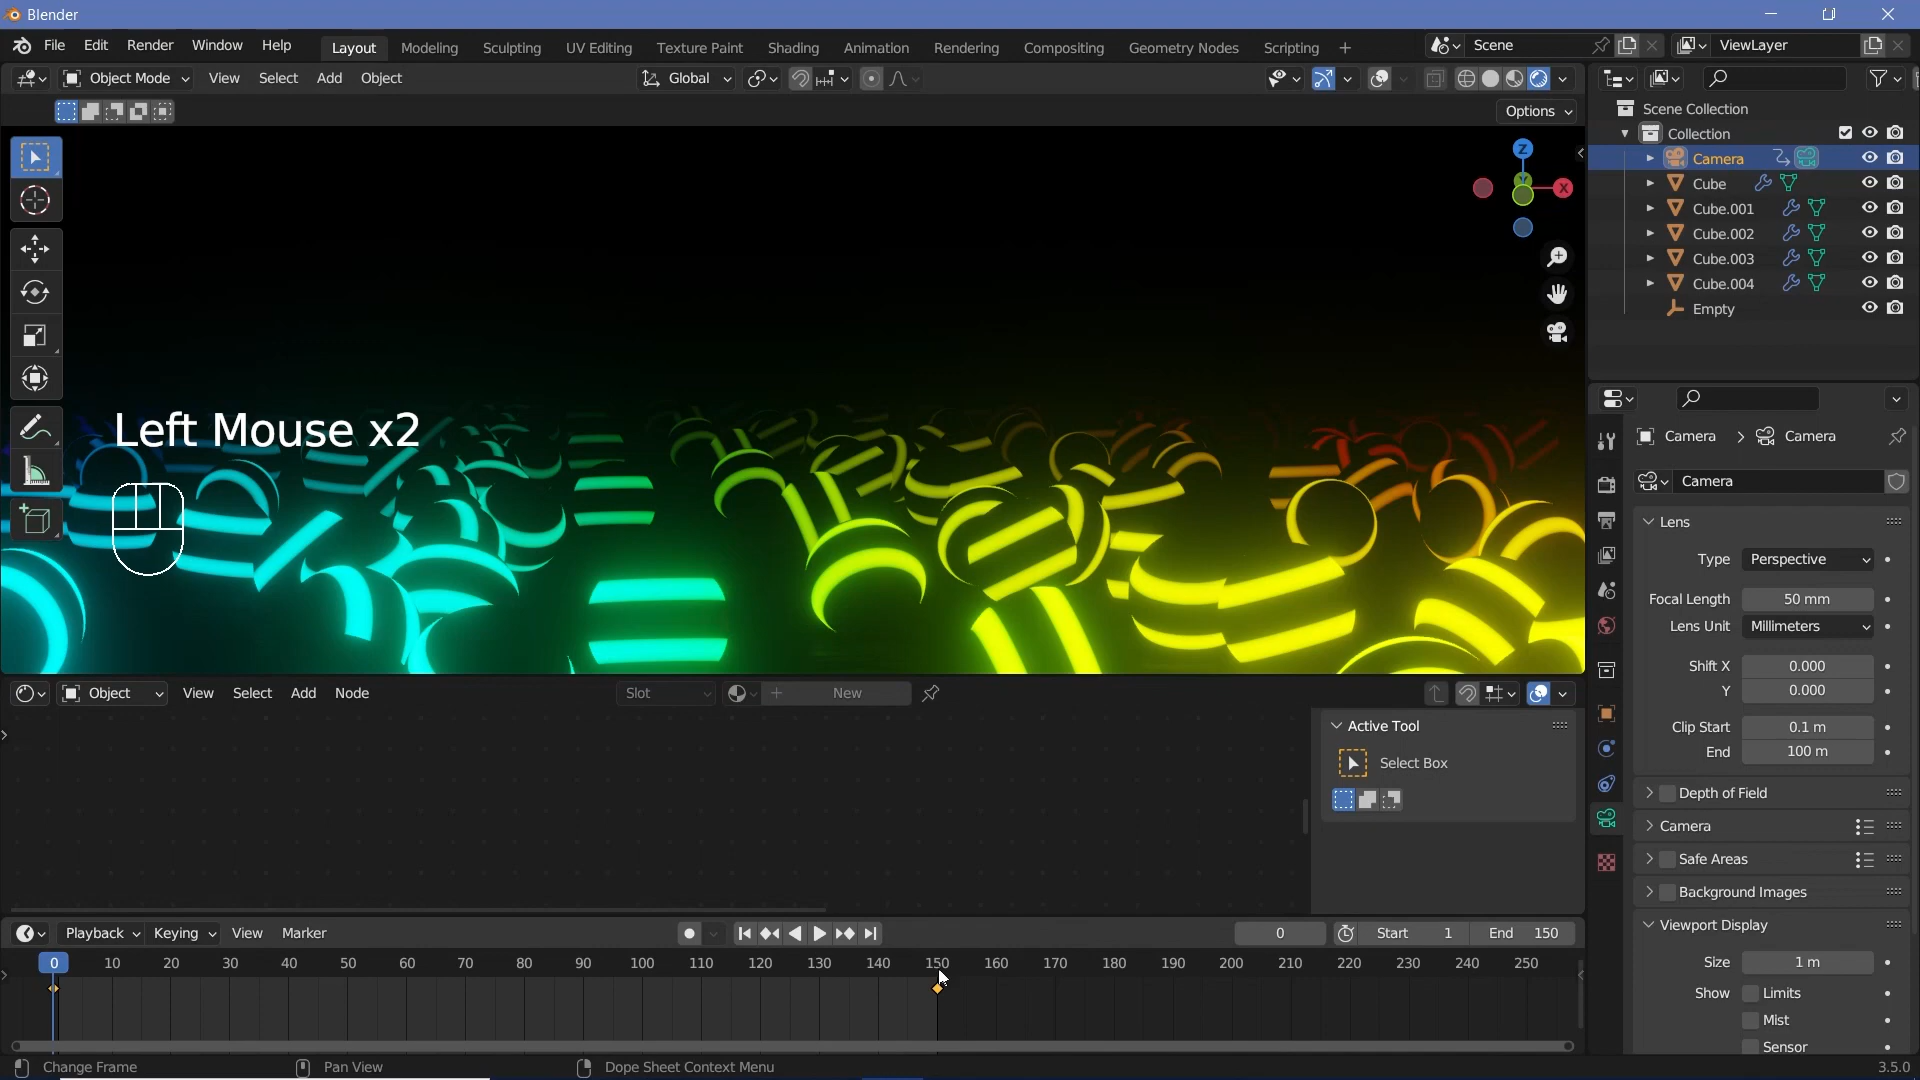 Blender
File Edit Render Window Help Layout Modeling Sculpting UV Editing Texture Paint Shading Animation Rendering Compositing Geometry Nodes Scripting + Scene ViewLayer
Object Mode View Select Add Object Global
Options
Scene Collection
Collection
Camera
Cube
Cube.001
Cube.002
Cube.003
Cube.004
Empty
Z
X
Left Mouse x2
Camera > Camera
Camera
Lens
Type Perspective
Focal Length 50 mm
Lens Unit Millimeters
Shift X 0.000
Y 0.000
Clip Start 0.1 m
End 100 m
Depth of Field
Camera
Safe Areas
Background Images
Viewport Display
Size 1 m
Show Limits
Mist
Sensor
Object View Select Add Node Slot New
Active Tool
Select Box
Playback Keying View Marker 0 Start 1 End 150
0 10 20 30 40 50 60 70 80 90 100 110 120 130 140 150 160 170 180 190 200 210 220 230 240 250
Change Frame Pan View Dope Sheet Context Menu 3.5.0